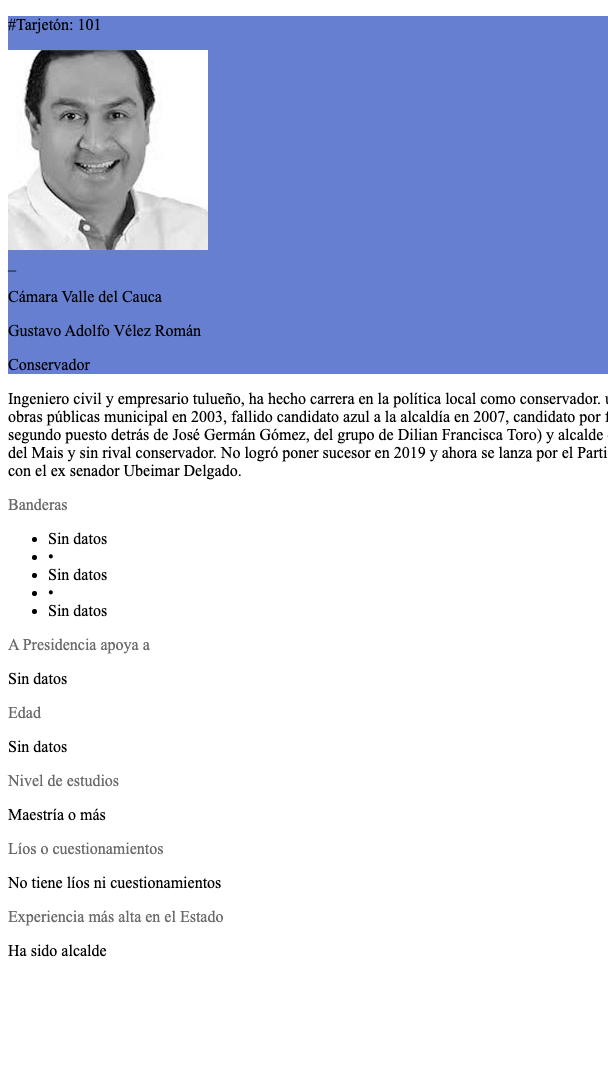 #Tarjetón: 101
_
Cámara Valle del Cauca
Gustavo Adolfo Vélez Román
Conservador
Ingeniero civil y empresario tulueño, ha hecho carrera en la política local como conservador.
obras públicas municipal en 2003, fallido candidato azul a la alcaldía en 2007, candidato por
segundo puesto detrás de José Germán Gómez, del grupo de Dilian Francisca Toro) y alcalde
del Mais y sin rival conservador. No logró poner sucesor en 2019 y ahora se lanza por el Parti
con el ex senador Ubeimar Delgado.
Banderas
• Sin datos
• •
• Sin datos
• •
• Sin datos
A Presidencia apoya a
Sin datos
Edad
Sin datos
Nivel de estudios
Maestría o más
Líos o cuestionamientos
No tiene líos ni cuestionamientos
Experiencia más alta en el Estado
Ha sido alcalde